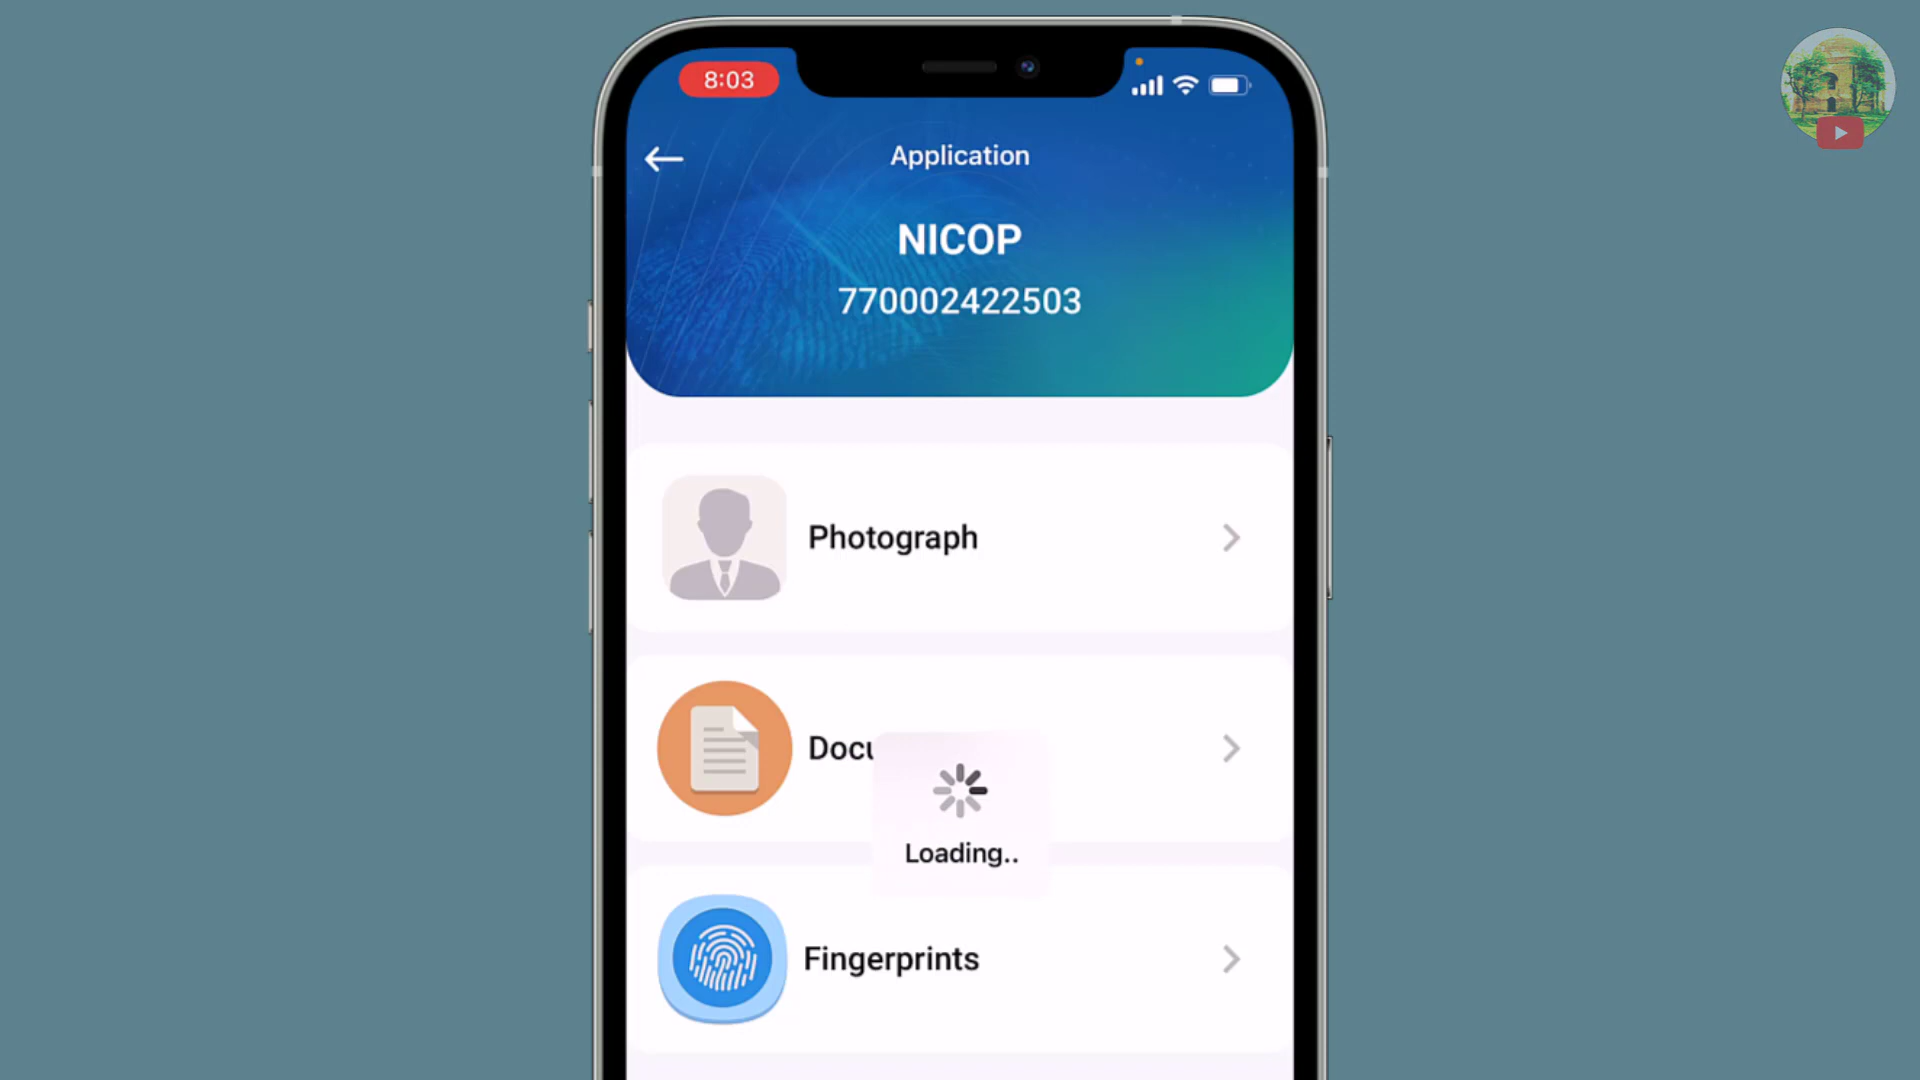 8:03
Application
NICOP
770002422503
Photograph
Docu
Loading..
Fingerprints